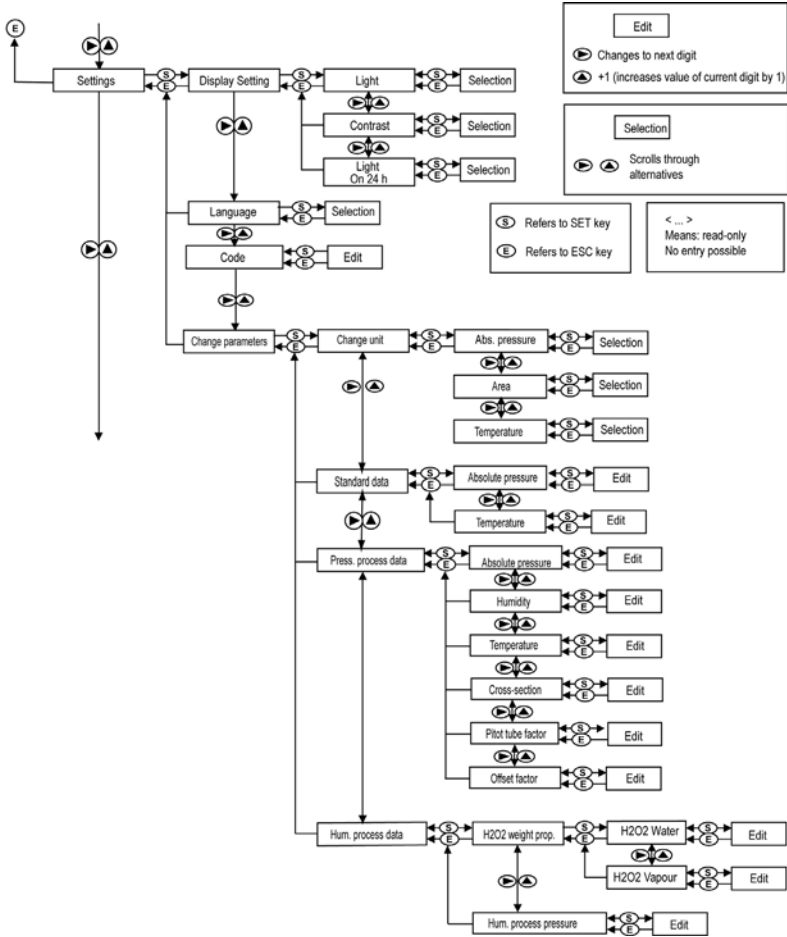 E
Edit
Changes to next digit
+1 (increases value of current digit by 1)
Settings
S
E
Display Setting
S
E
Light
S
E
Selection
Contrast
S
E
Selection
Light
On 24 h
S
E
Selection
Selection
Scrolls through
alternatives
Language
S
E
Selection
S Refers to SET key
E Refers to ESC key
< ... >
Means: read-only
No entry possible
Code
S
E
Edit
Change parameters
S
E
Change unit
S
E
Abs. pressure
S
E
Selection
Area
S
E
Selection
Temperature
S
E
Selection
Standard data
S
E
Absolute pressure
S
E
Edit
Temperature
S
E
Edit
Press. process data
S
E
Absolute pressure
S
E
Edit
Humidity
S
E
Edit
Temperature
S
E
Edit
Cross-section
S
E
Edit
Pitot tube factor
S
E
Edit
Offset factor
S
E
Edit
Hum. process data
S
E
H2O2 weight prop.
S
E
H2O2 Water
S
E
Edit
H2O2 Vapour
S
E
Edit
Hum. process pressure
S
E
Edit